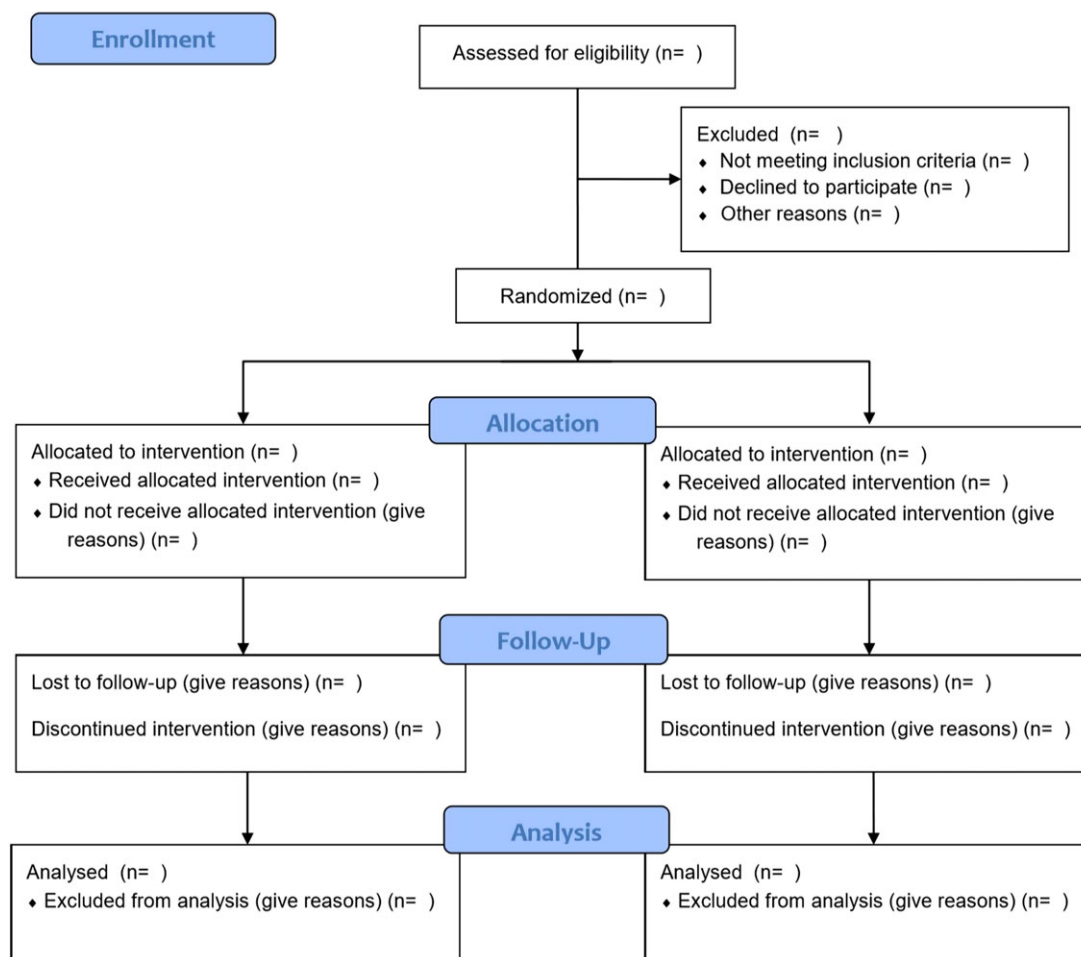 Enrollment
Assessed for eligibility (n=  )
Excluded  (n=   )
♦ Not meeting inclusion criteria (n=  )
♦ Declined to participate (n=  )
♦ Other reasons (n=  )
Randomized (n=  )
Allocation
Allocated to intervention (n=  )
♦ Received allocated intervention (n=  )
♦ Did not receive allocated intervention (give
reasons) (n=  )
Allocated to intervention (n=  )
♦ Received allocated intervention (n=  )
♦ Did not receive allocated intervention (give
reasons) (n=  )
Follow-Up
Lost to follow-up (give reasons) (n=  )
Discontinued intervention (give reasons) (n=  )
Lost to follow-up (give reasons) (n=  )
Discontinued intervention (give reasons) (n=  )
Analysis
Analysed  (n=  )
♦ Excluded from analysis (give reasons) (n=  )
Analysed  (n=  )
♦ Excluded from analysis (give reasons) (n=  )